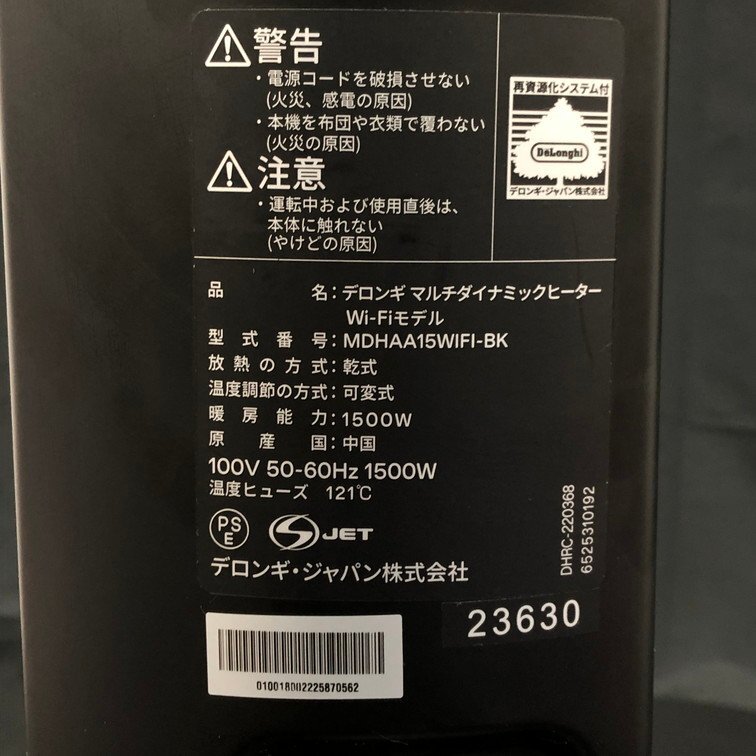 警告
・電源コードを破損させない
(火災、感電の原因)
・本機を布団や衣類で覆わない
(火災の原因)
注意
・運転中および使用直後は、
本体に触れない
(やけどの原因)
再資源化システム付
DeLonghi
デロンギ・ジャパン株式会社
品名：デロンギ マルチダイナミックヒーター
Wi-Fiモデル
型式番号：MDHAA15WIFI-BK
放熱の方式：乾式
温度調節の方式：可変式
暖房能力：1500W
原産国：中国
100V 50-60Hz 1500W
温度ヒューズ 121℃
PS
E
S JET
デロンギ・ジャパン株式会社
DHRC-220368
6525310192
23630
010018002225870562